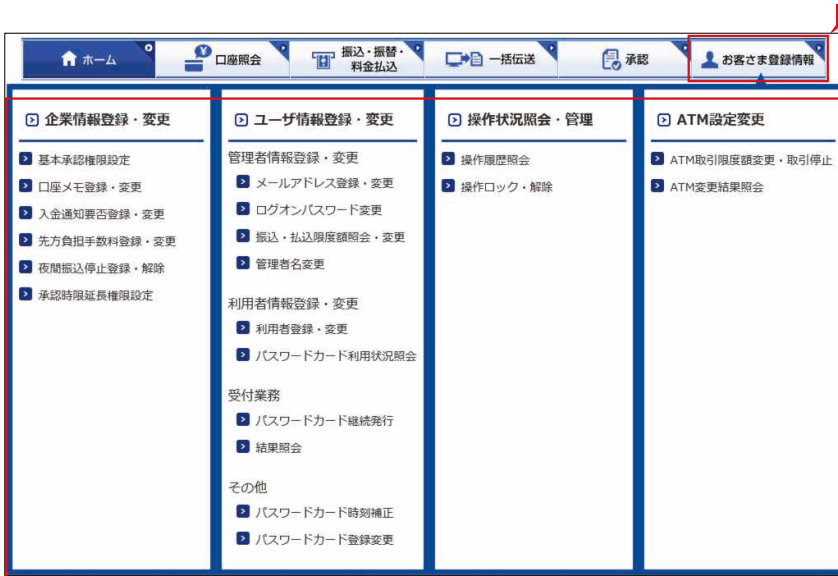 ホーム
口座照会
振込・振替・
料金払込
一括伝送
承認
お客さま登録情報
企業情報登録・変更
基本承認権限設定
口座メモ登録・変更
入金通知要否登録・変更
先方負担手数料登録・変更
夜間振込停止登録・解除
承認時限延長権限設定
ユーザ情報登録・変更
管理者情報登録・変更
メールアドレス登録・変更
ログオンパスワード変更
振込・払込限度額照会・変更
管理者名変更
利用者情報登録・変更
利用者登録・変更
パスワードカード利用状況照会
受付業務
パスワードカード継続発行
結果照会
その他
パスワードカード時刻補正
パスワードカード登録変更
操作状況照会・管理
操作履歴照会
操作ロック・解除
ATM設定変更
ATM取引限度額変更・取引停止
ATM変更結果照会